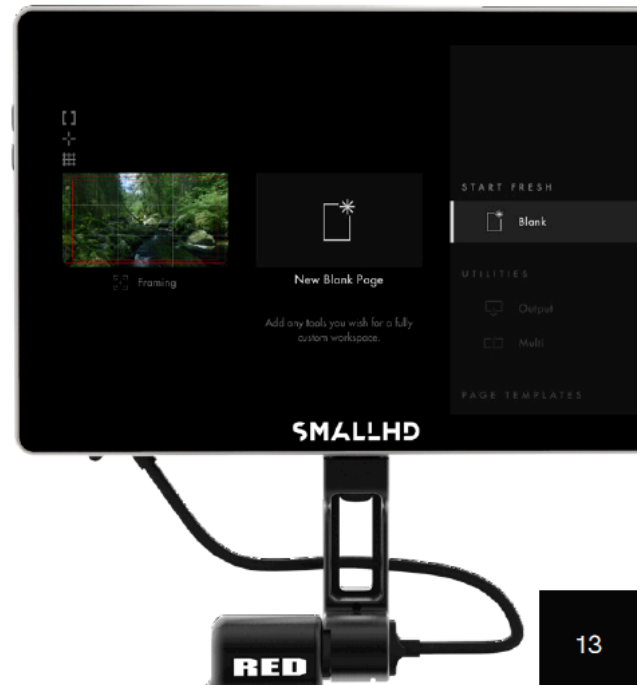 START FRESH
Blank
Framing
New Blank Page
UTILITIES
Add any tools you wish for a fully
custom workspace.
Output
Multi
PAGE TEMPLATES
SMALLHD
RED
13